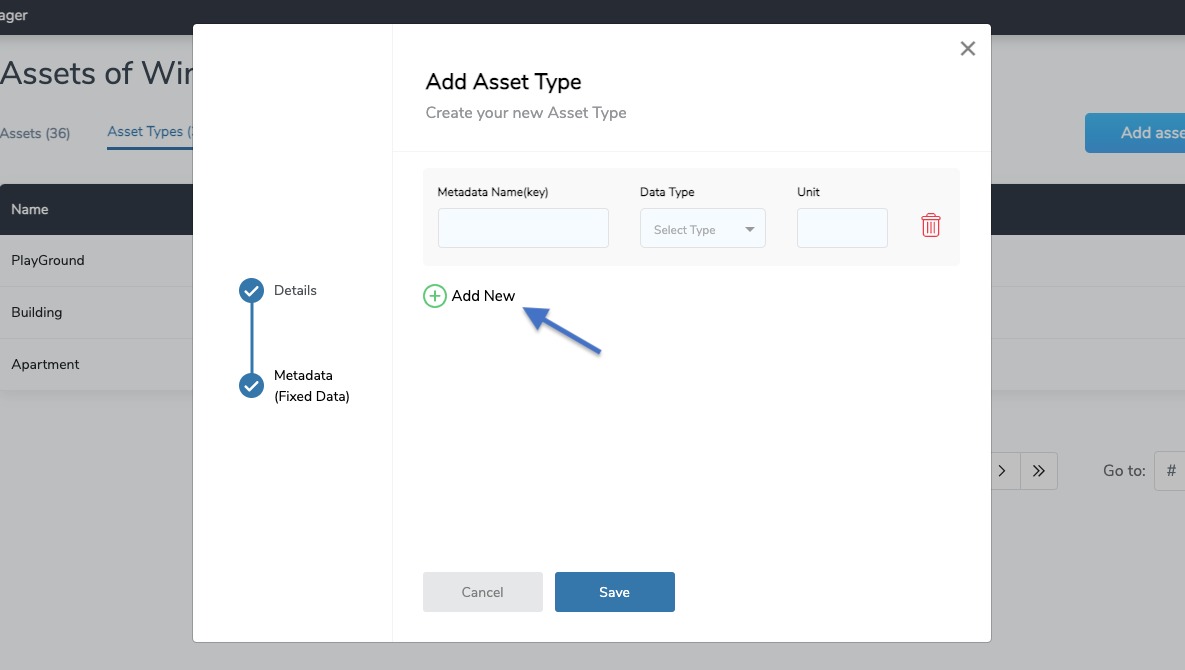 ager
Assets of Win
Assets (36)
Asset Types (
Add asse
Name
PlayGround
Building
Apartment
Go to:
#
Details
Metadata
(Fixed Data)
Add Asset Type
Create your new Asset Type
Metadata Name(key)
Data Type
Unit
Select Type
Add New
Cancel
Save